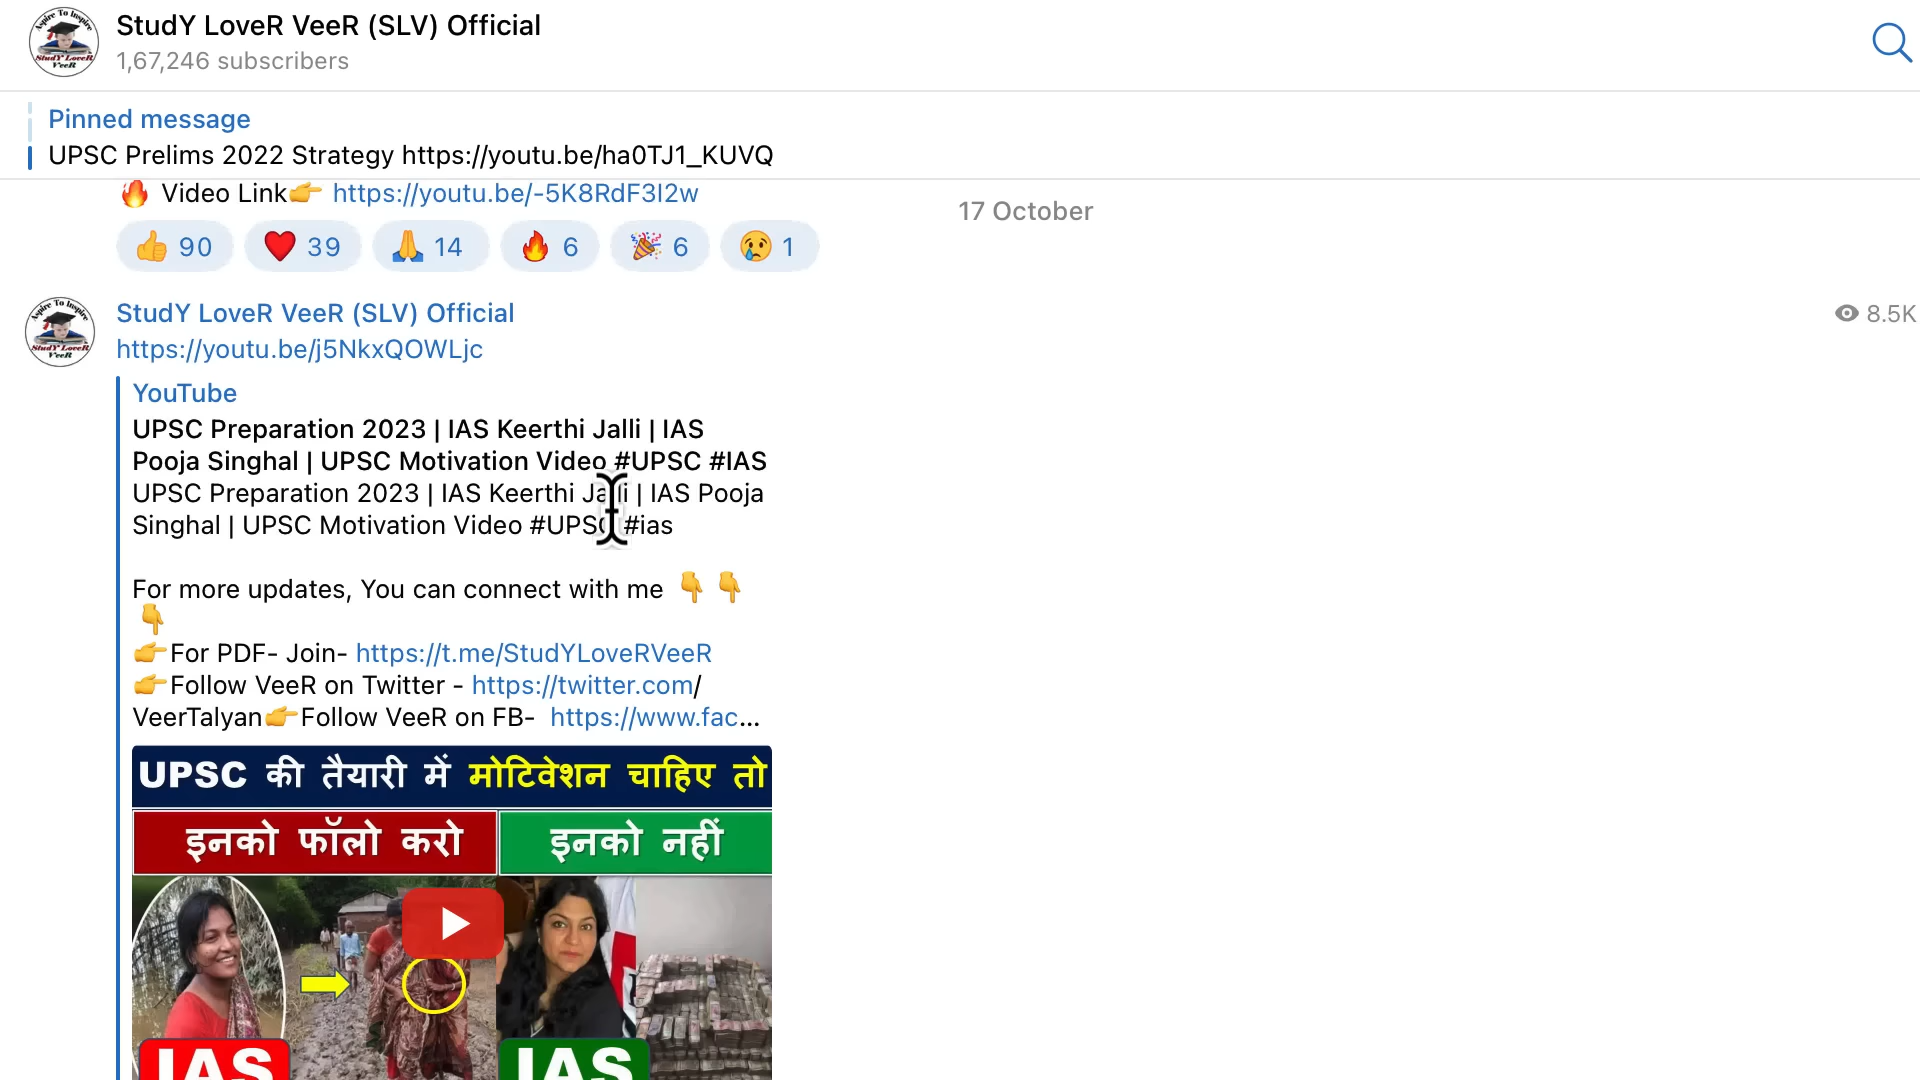 StudY LoveR VeeR (SLV) Official
1,67,246 subscribers
Pinned message
UPSC Prelims 2022 Strategy https://youtu.be/ha0TJ1_KUVQ
🔥 Video Link👉 https://youtu.be/-5K8RdF3I2w
17 October
👍 90 ❤️ 39 🙏 14 🔥 6 🎉 6 😢 1
StudY LoveR VeeR (SLV) Official
8.5K
https://youtu.be/j5NkxQOWLjc
YouTube
UPSC Preparation 2023 | IAS Keerthi Jalli | IAS
Pooja Singhal | UPSC Motivation Video #UPSC #IAS
UPSC Preparation 2023 | IAS Keerthi Jalli | IAS Pooja
Singhal | UPSC Motivation Video #UPSC #ias
For more updates, You can connect with me 👇 👇
👇
👉For PDF- Join- https://t.me/StudYLoveRVeeR
👉Follow VeeR on Twitter - https://twitter.com/
VeerTalyan👉Follow VeeR on FB- https://www.fac...
UPSC की तैयारी में मोटिवेशन चाहिए तो
इनको फॉलो करो
इनको नहीं
IAS
IAS